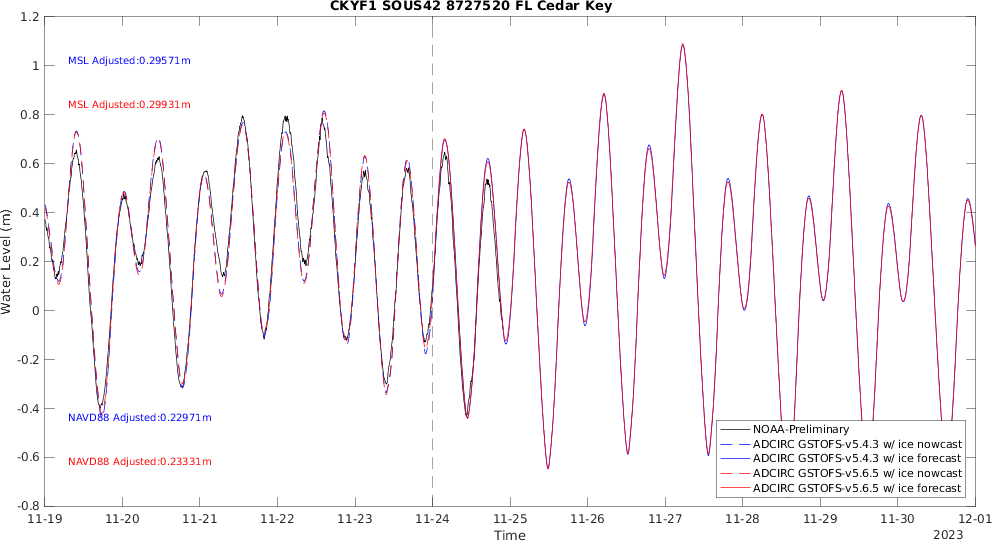 CKYF1 SOUS42 8727520 FL Cedar Key
1.2
1
0.8
0.6
0.4
0.2
0
-0.2
-0.4
-0.6
-0.8
Water Level (m)
MSL Adjusted:0.29571m
MSL Adjusted:0.29931m
NAVD88 Adjusted:0.22971m
NAVD88 Adjusted:0.23331m
NOAA-Preliminary
ADCIRC GSTOFS-v5.4.3 w/ ice nowcast
ADCIRC GSTOFS-v5.4.3 w/ ice forecast
ADCIRC GSTOFS-v5.6.5 w/ ice nowcast
ADCIRC GSTOFS-v5.6.5 w/ ice forecast
11-19 11-20 11-21 11-22 11-23 11-24 11-25 11-26 11-27 11-28 11-29 11-30 12-01
Time
2023